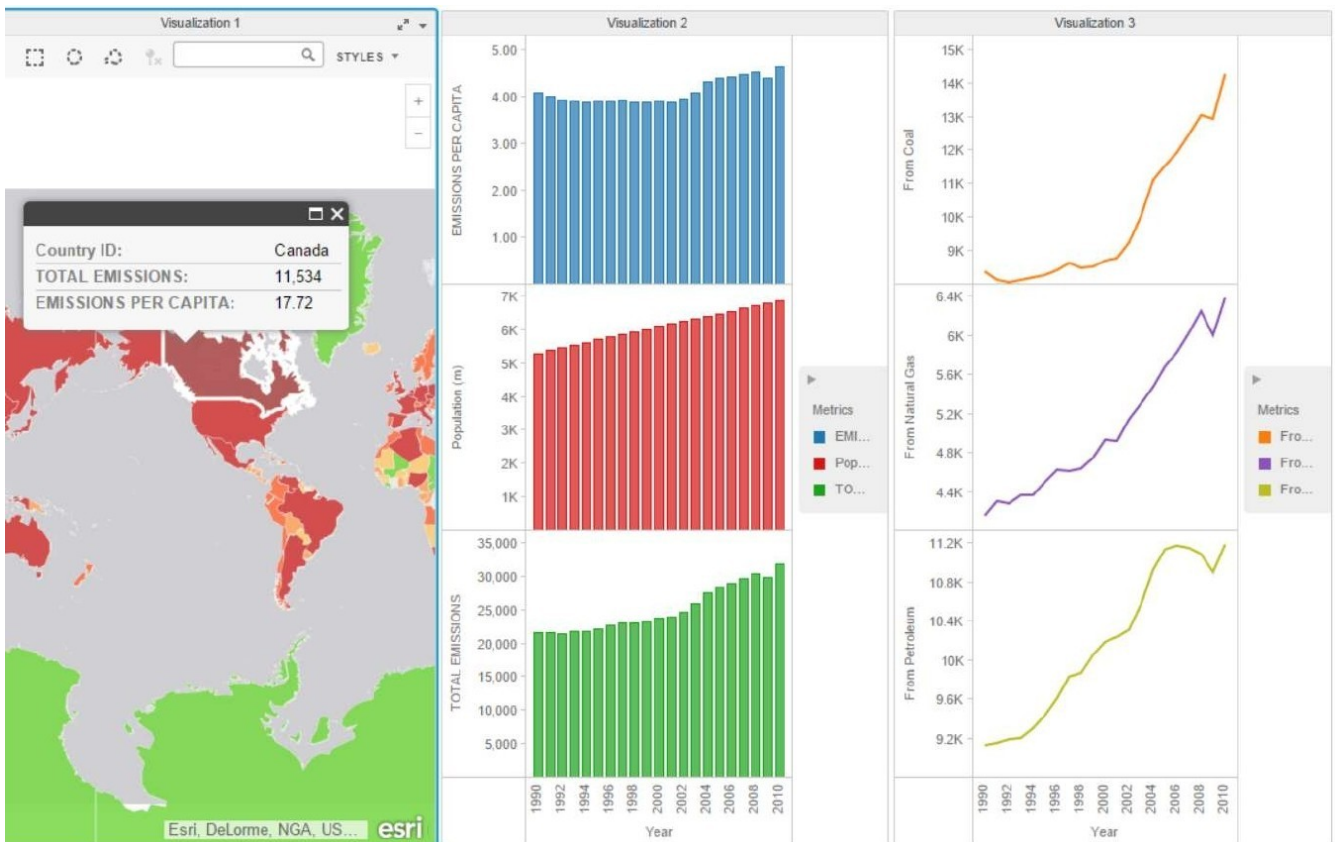 Visualization 1
STYLES
+
−
Country ID: Canada
TOTAL EMISSIONS: 11,534
EMISSIONS PER CAPITA: 17.72
Esri, DeLorme, NGA, US... esri
Visualization 2
EMISSIONS PER CAPITA
5.00
4.00
3.00
2.00
1.00
Population (m)
7K
6K
5K
4K
3K
2K
1K
TOTAL EMISSIONS
35,000
30,000
25,000
20,000
15,000
10,000
5,000
1990 1992 1994 1996 1998 2000 2002 2004 2006 2008 2010
Year
Metrics
EMI...
Pop...
TO...
Visualization 3
From Coal
15K
14K
13K
12K
11K
10K
9K
From Natural Gas
6.4K
6K
5.6K
5.2K
4.8K
4.4K
From Petroleum
11.2K
10.8K
10.4K
10K
9.6K
9.2K
1990 1992 1994 1996 1998 2000 2002 2004 2006 2008 2010
Year
Metrics
Fro...
Fro...
Fro...